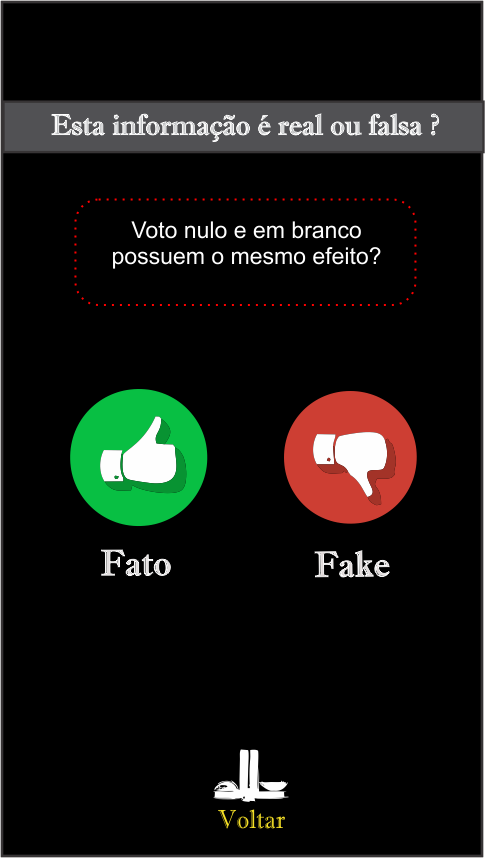 Esta informação é real ou falsa ?
Voto nulo e em branco
possuem o mesmo efeito?
Fato
Fake
Voltar